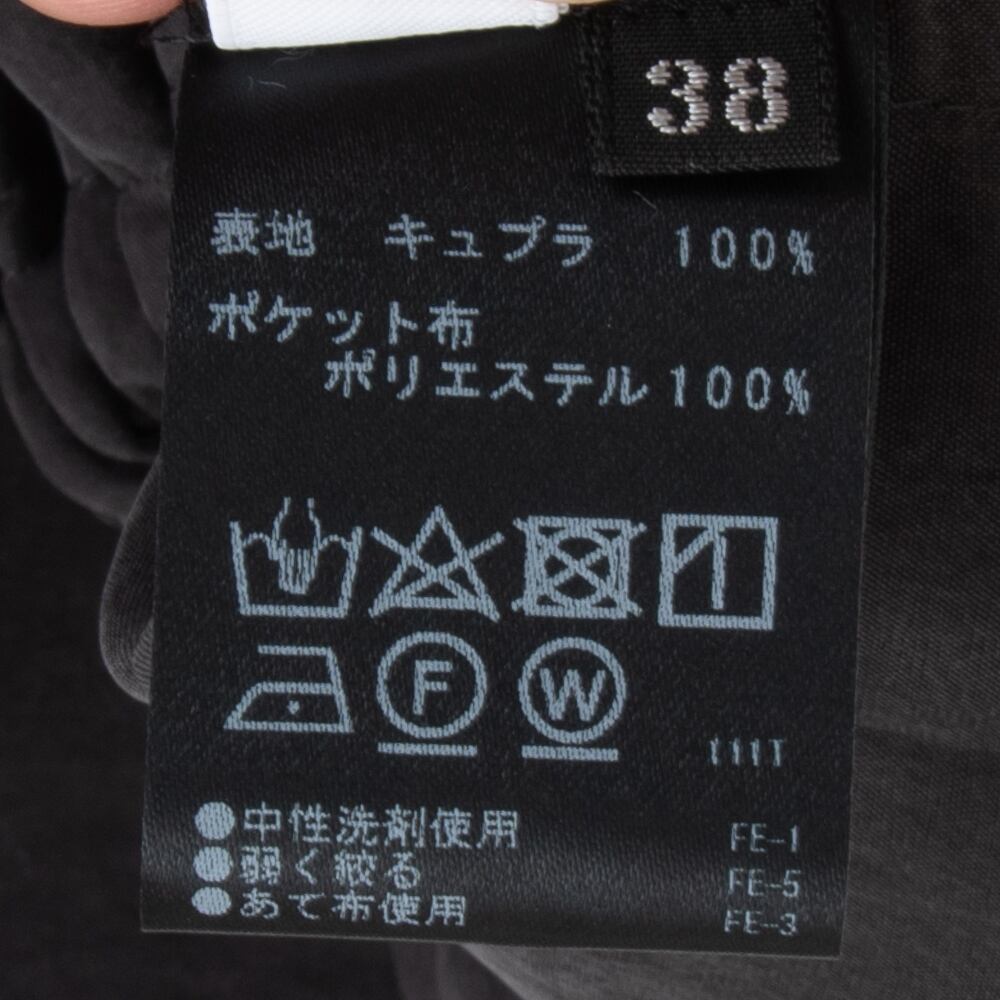 38
表地　キュプラ　100%
ポケット布
ポリエステル100%
F W
111T
●中性洗剤使用 FE-1
●弱く絞る FE-5
●あて布使用 FE-3